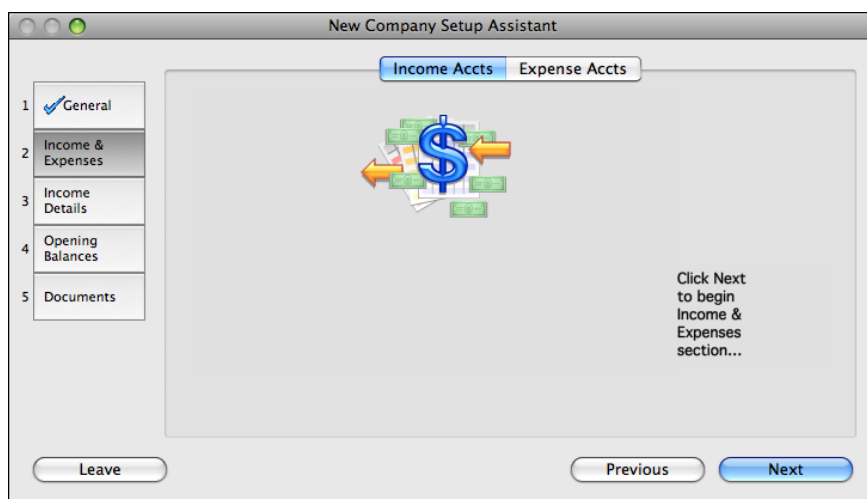 New Company Setup Assistant
Income Accts Expense Accts
1 General
2 Income &
Expenses
3 Income
Details
4 Opening
Balances
5 Documents
$
Click Next
to begin
Income &
Expenses
section...
Leave Previous Next